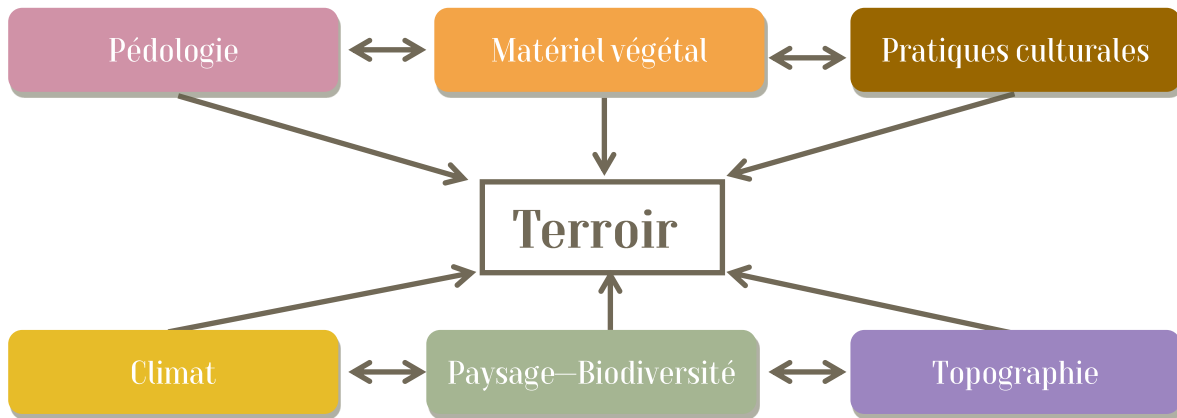 Pédologie
Matériel végétal
Pratiques culturales
Terroir
Climat
Paysage—Biodiversité
Topographie